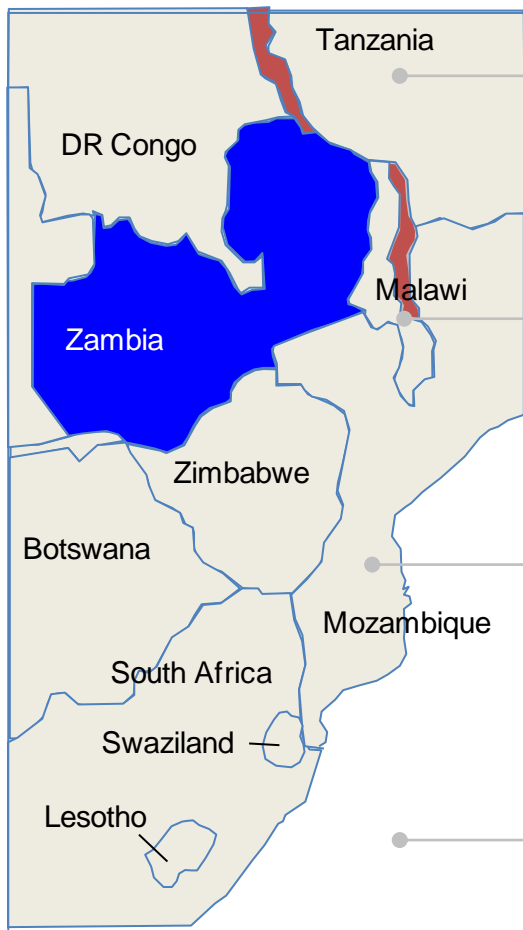 Tanzania
DR Congo
Malawi
Zambia
Zimbabwe
Botswana
Mozambique
South Africa
Swaziland
Lesotho